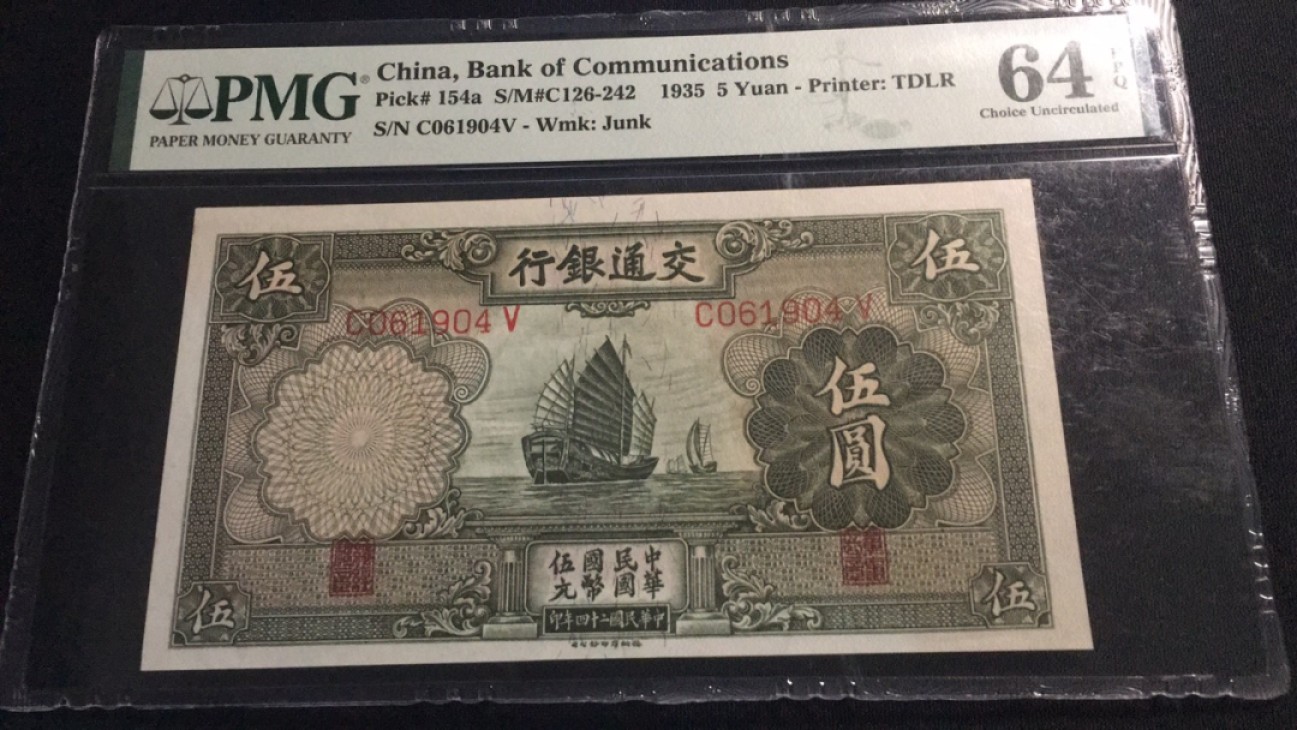 PMG®
PAPER MONEY GUARANTY
China, Bank of Communications
Pick# 154a S/M#C126-242 1935 5 Yuan - Printer: TDLR
S/N C061904V - Wmk: Junk
64 EPQ
Choice Uncirculated
伍
行銀通交
伍
C061904 V
C061904 V
伍圓
中華
民國
國幣
伍元
印年四十二國民華中
伍
伍